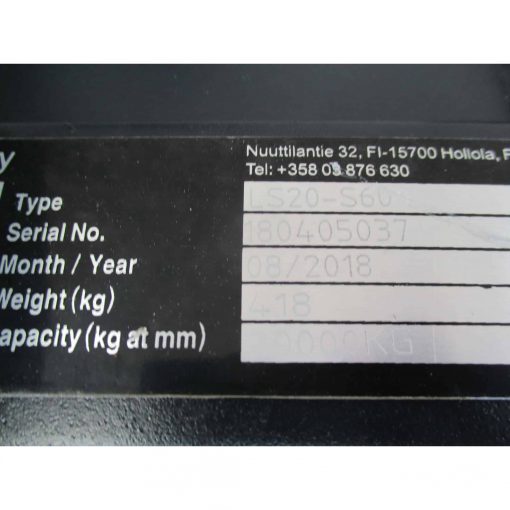 Nuuttilantie 32, FI-15700 Hollola, F
y
Tel: +358 03 876 630
Type LS20-S60
Serial No. 180405037
Month / Year 08/2018
Weight (kg) 418
apacity (kg at mm)